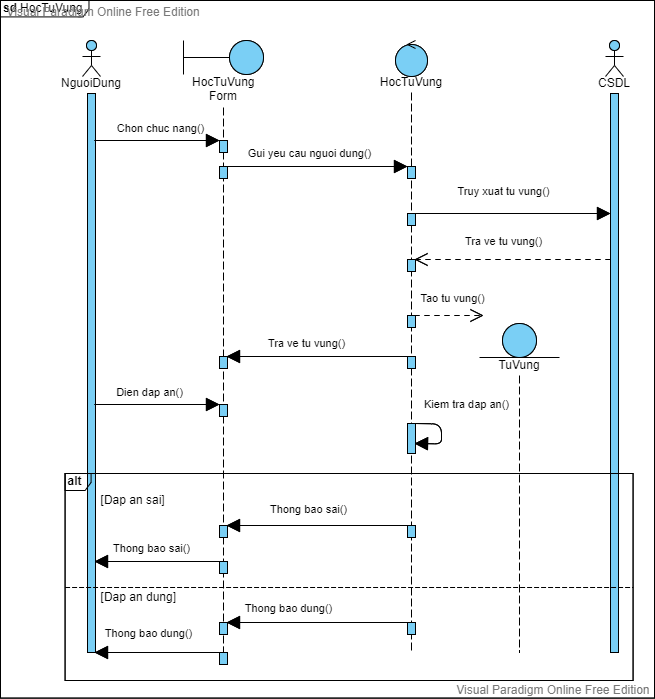 sd HocTuVung
Visual Paradigm Online Free Edition
NguoiDung
HocTuVung
Form
HocTuVung
CSDL
Chon chuc nang()
Gui yeu cau nguoi dung()
Truy xuat tu vung()
Tra ve tu vung()
Tao tu vung()
Tra ve tu vung()
TuVung
Dien dap an()
Kiem tra dap an()
alt
[Dap an sai]
Thong bao sai()
Thong bao sai()
[Dap an dung]
Thong bao dung()
Thong bao dung()
Visual Paradigm Online Free Edition